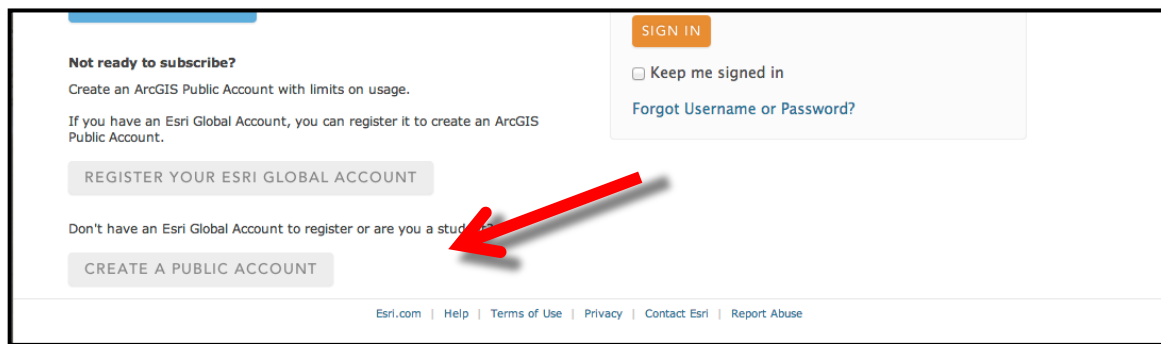 Not ready to subscribe?
Create an ArcGIS Public Account with limits on usage.
If you have an Esri Global Account, you can register it to create an ArcGIS
Public Account.
REGISTER YOUR ESRI GLOBAL ACCOUNT
Don't have an Esri Global Account to register or are you a student?
CREATE A PUBLIC ACCOUNT
SIGN IN
Keep me signed in
Forgot Username or Password?
Esri.com | Help | Terms of Use | Privacy | Contact Esri | Report Abuse